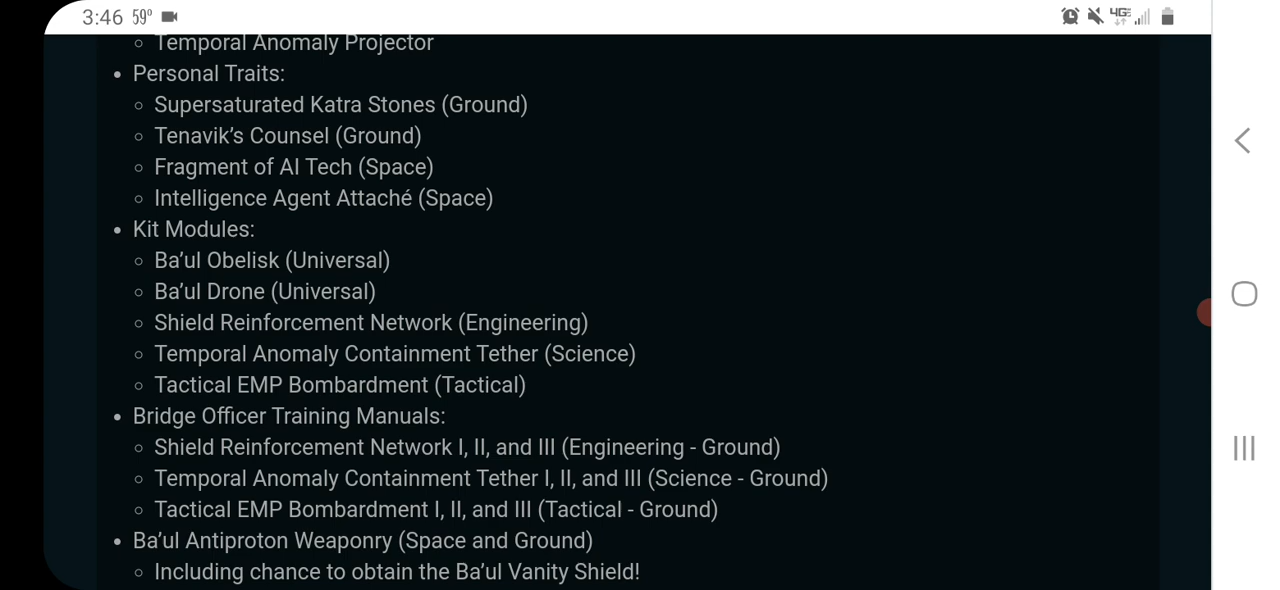 3:46 59°
4G
Temporal Anomaly Projector
Personal Traits:
Supersaturated Katra Stones (Ground)
Tenavik’s Counsel (Ground)
Fragment of AI Tech (Space)
Intelligence Agent Attaché (Space)
Kit Modules:
Ba’ul Obelisk (Universal)
Ba’ul Drone (Universal)
Shield Reinforcement Network (Engineering)
Temporal Anomaly Containment Tether (Science)
Tactical EMP Bombardment (Tactical)
Bridge Officer Training Manuals:
Shield Reinforcement Network I, II, and III (Engineering - Ground)
Temporal Anomaly Containment Tether I, II, and III (Science - Ground)
Tactical EMP Bombardment I, II, and III (Tactical - Ground)
Ba’ul Antiproton Weaponry (Space and Ground)
Including chance to obtain the Ba’ul Vanity Shield!